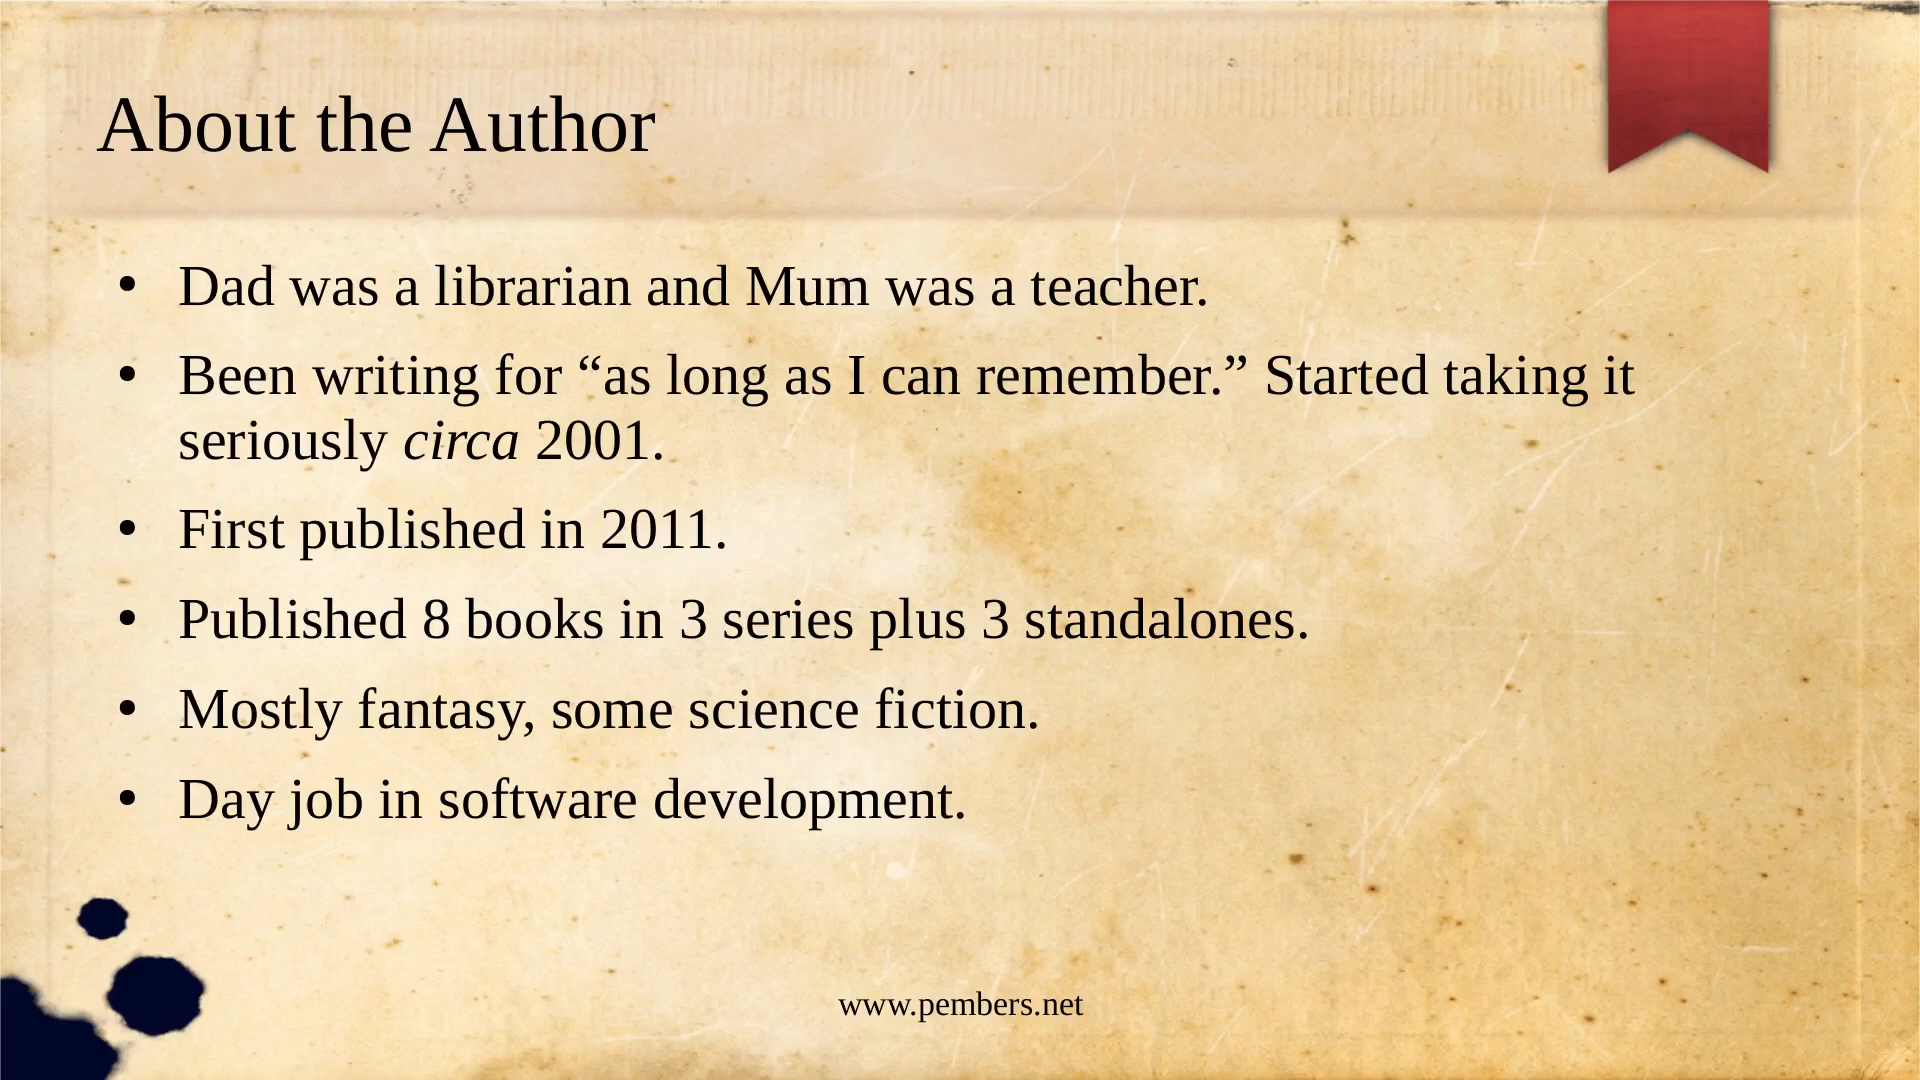 About the Author
• Dad was a librarian and Mum was a teacher.
• Been writing for “as long as I can remember.” Started taking it
seriously circa 2001.
• First published in 2011.
• Published 8 books in 3 series plus 3 standalones.
• Mostly fantasy, some science fiction.
• Day job in software development.
www.pembers.net